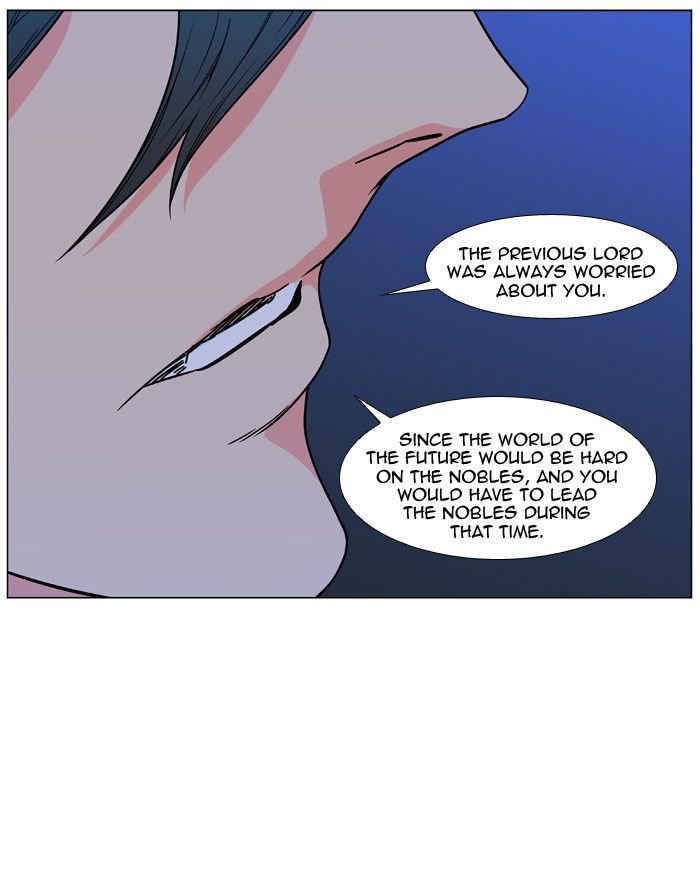 THE PREVIOUS LORD
WAS ALWAYS WORRIED
ABOUT YOU.
SINCE THE WORLD OF
THE FUTURE WOULD BE HARD
ON THE NOBLES, AND YOU
WOULD HAVE TO LEAD
THE NOBLES DURING
THAT TIME.